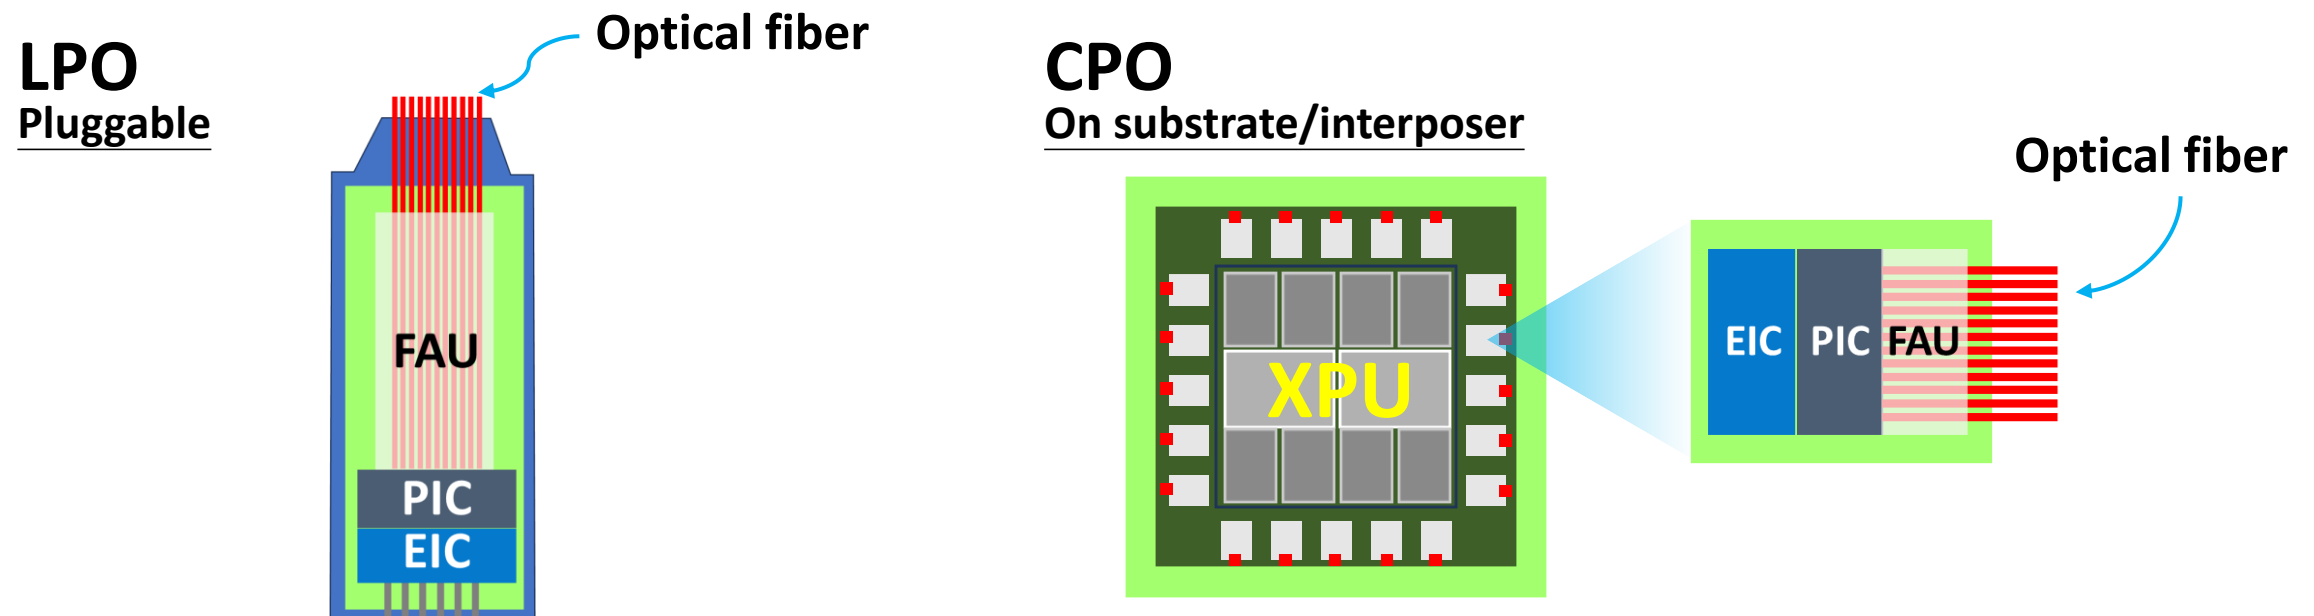 LPO
Pluggable
Optical fiber
FAU
PIC
EIC
CPO
On substrate/interposer
XPU
Optical fiber
EIC PIC FAU